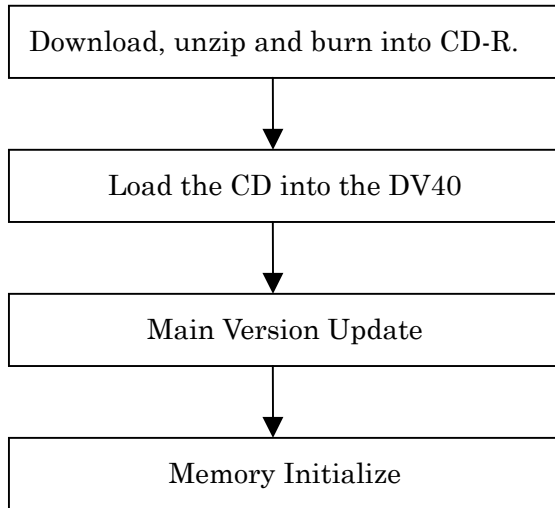 Download, unzip and burn into CD-R.
Load the CD into the DV40
Main Version Update
Memory Initialize